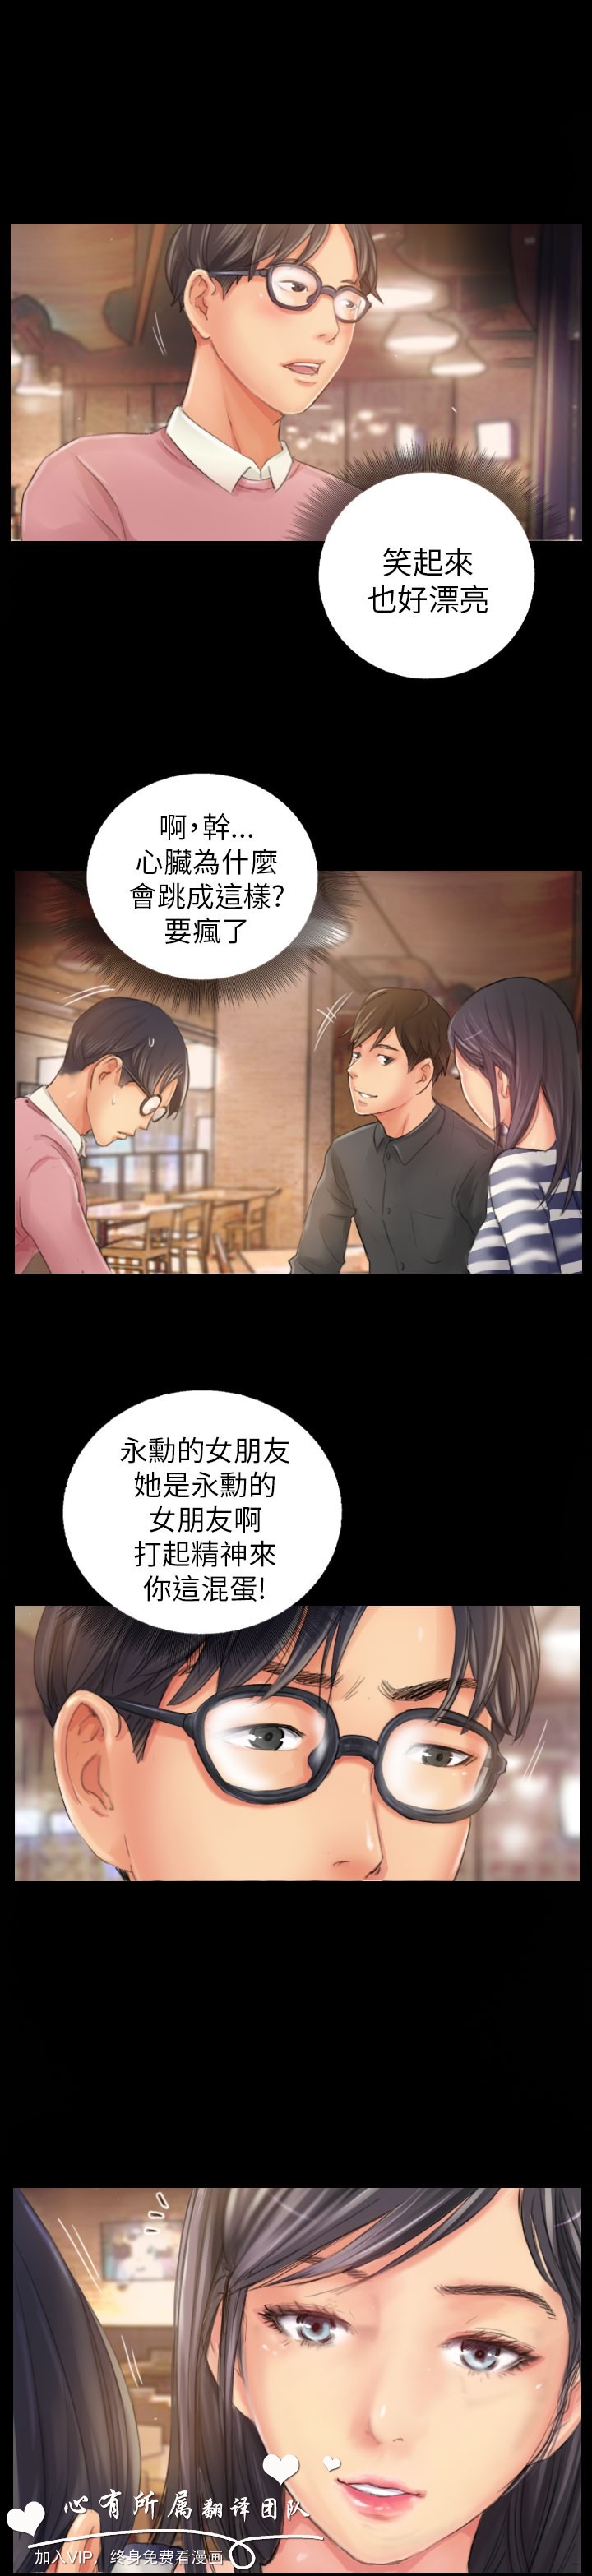 笑起來
也好漂亮
啊，幹...
心臟為什麼
會跳成這樣?
要瘋了
永勳的女朋友
她是永勳的
女朋友啊
打起精神來
你這混蛋!
心有所属翻译团队
加入VIP，终身免费看漫画